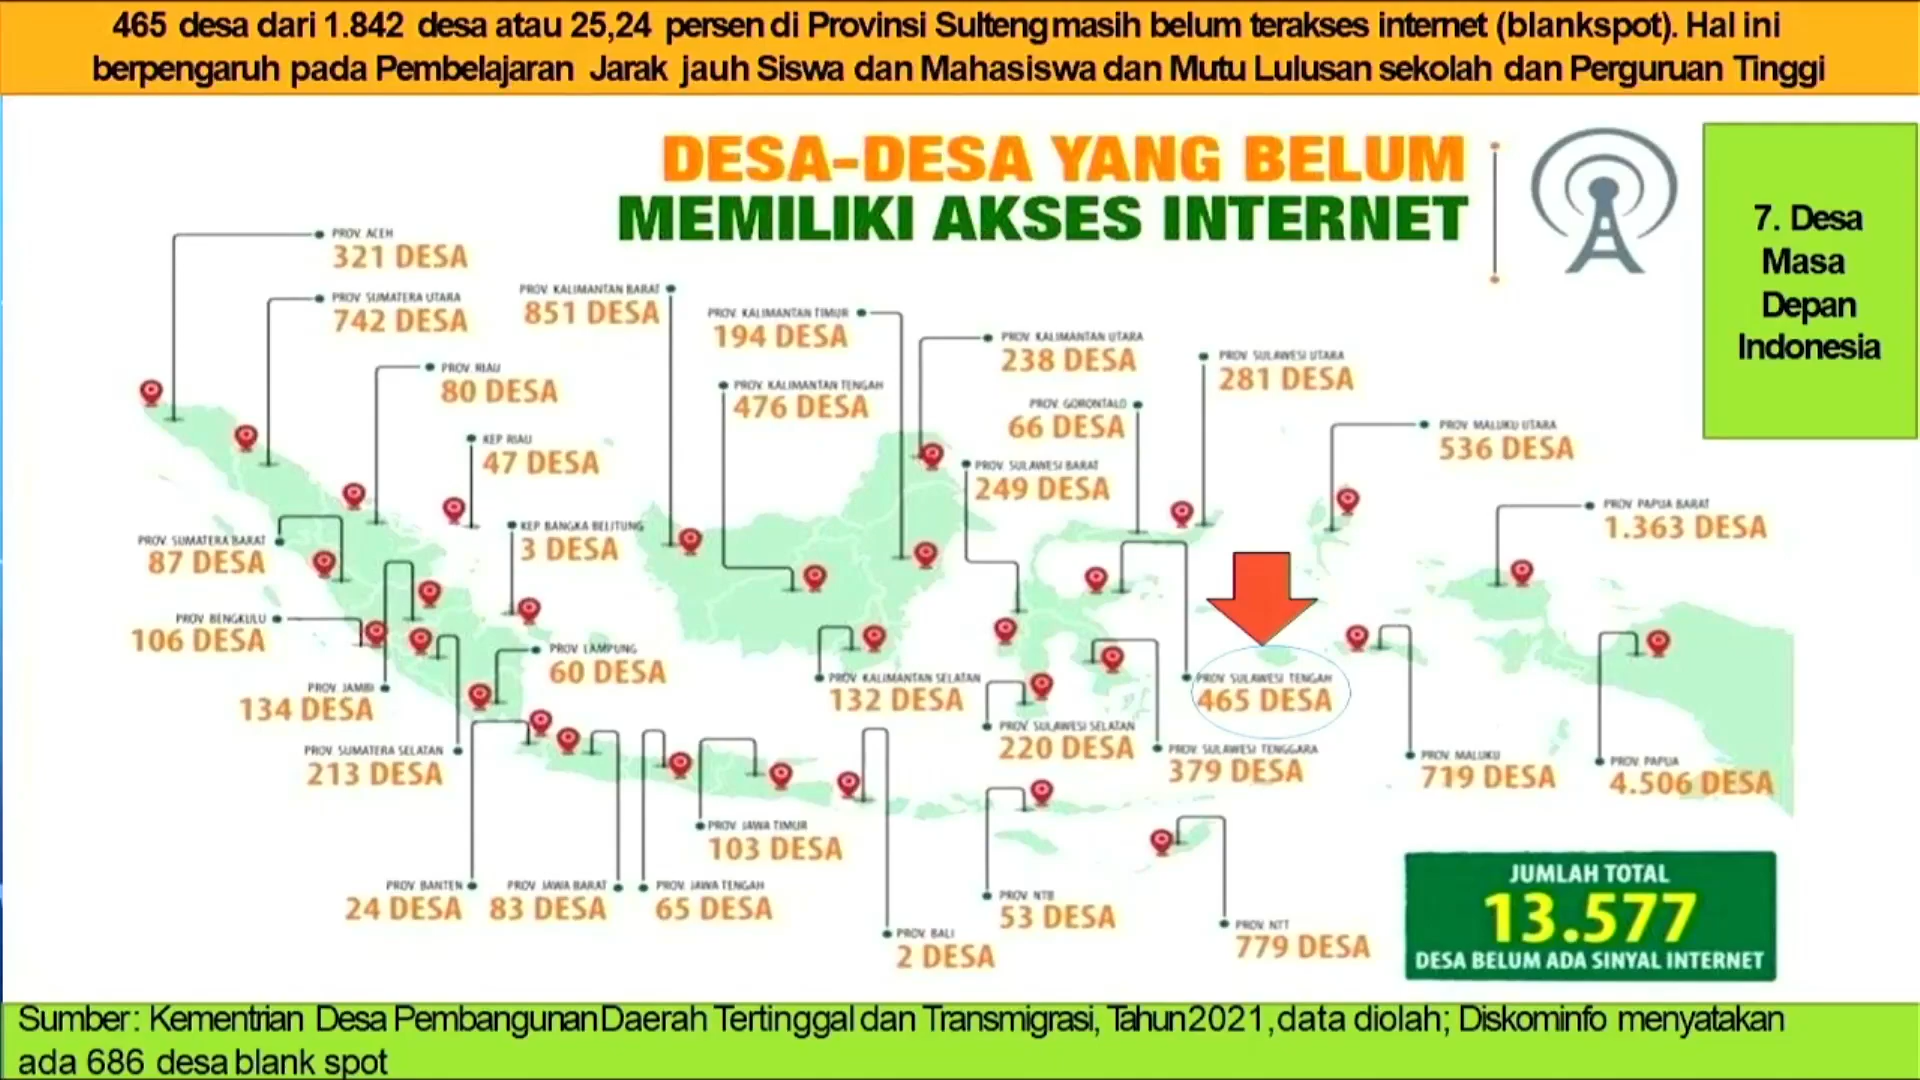 465 desa dari 1.842 desa atau 25,24 persen di Provinsi Sulteng masih belum terakses internet (blankspot). Hal ini
berpengaruh pada Pembelajaran Jarak jauh Siswa dan Mahasiswa dan Mutu Lulusan sekolah dan Perguruan Tinggi
DESA-DESA YANG BELUM
MEMILIKI AKSES INTERNET
7. Desa
Masa
Depan
Indonesia
PROV. ACEH
321 DESA
PROV. SUMATERA UTARA
742 DESA
PROV. RIAU
80 DESA
KEP RIAU
47 DESA
KEP BANGKA BELITUNG
3 DESA
PROV. SUMATERA BARAT
87 DESA
PROV. BENGKULU
106 DESA
PROV. JAMBI
134 DESA
PROV. SUMATERA SELATAN
213 DESA
PROV. LAMPUNG
60 DESA
PROV. KALIMANTAN BARAT
851 DESA
PROV. KALIMANTAN TIMUR
194 DESA
PROV. KALIMANTAN TENGAH
476 DESA
PROV. KALIMANTAN UTARA
238 DESA
PROV. KALIMANTAN SELATAN
132 DESA
PROV. GORONTALO
66 DESA
PROV. SULAWESI UTARA
281 DESA
PROV. SULAWESI BARAT
249 DESA
PROV. SULAWESI TENGAH
465 DESA
PROV. SULAWESI SELATAN
220 DESA
PROV. SULAWESI TENGGARA
379 DESA
PROV. MALUKU UTARA
536 DESA
PROV. PAPUA BARAT
1.363 DESA
PROV. MALUKU
719 DESA
PROV. PAPUA
4.506 DESA
PROV. BANTEN
24 DESA
PROV. JAWA BARAT
83 DESA
PROV. JAWA TENGAH
65 DESA
PROV. JAWA TIMUR
103 DESA
PROV. BALI
2 DESA
PROV. NTB
53 DESA
PROV. NTT
779 DESA
JUMLAH TOTAL
13.577
DESA BELUM ADA SINYAL INTERNET
Sumber: Kementrian Desa Pembangunan Daerah Tertinggal dan Transmigrasi, Tahun 2021, data diolah; Diskominfo menyatakan
ada 686 desa blank spot